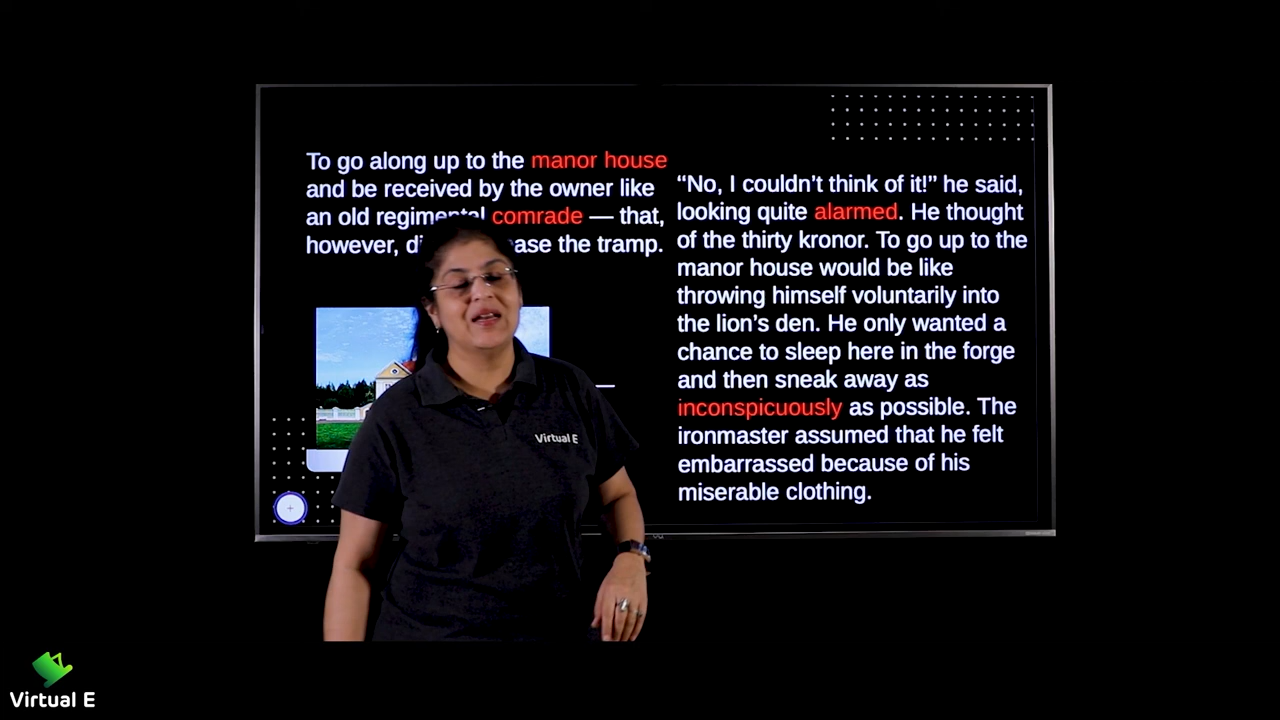 To go along up to the manor house
and be received by the owner like
an old regimental comrade — that,
however, the tramp.
“No, I couldn’t think of it!” he said,
looking quite alarmed. He thought
of the thirty kronor. To go up to the
manor house would be like
throwing himself voluntarily into
the lion’s den. He only wanted a
chance to sleep here in the forge
and then sneak away as
inconspicuously as possible. The
ironmaster assumed that he felt
embarrassed because of his
miserable clothing.
Virtual E
Virtual E